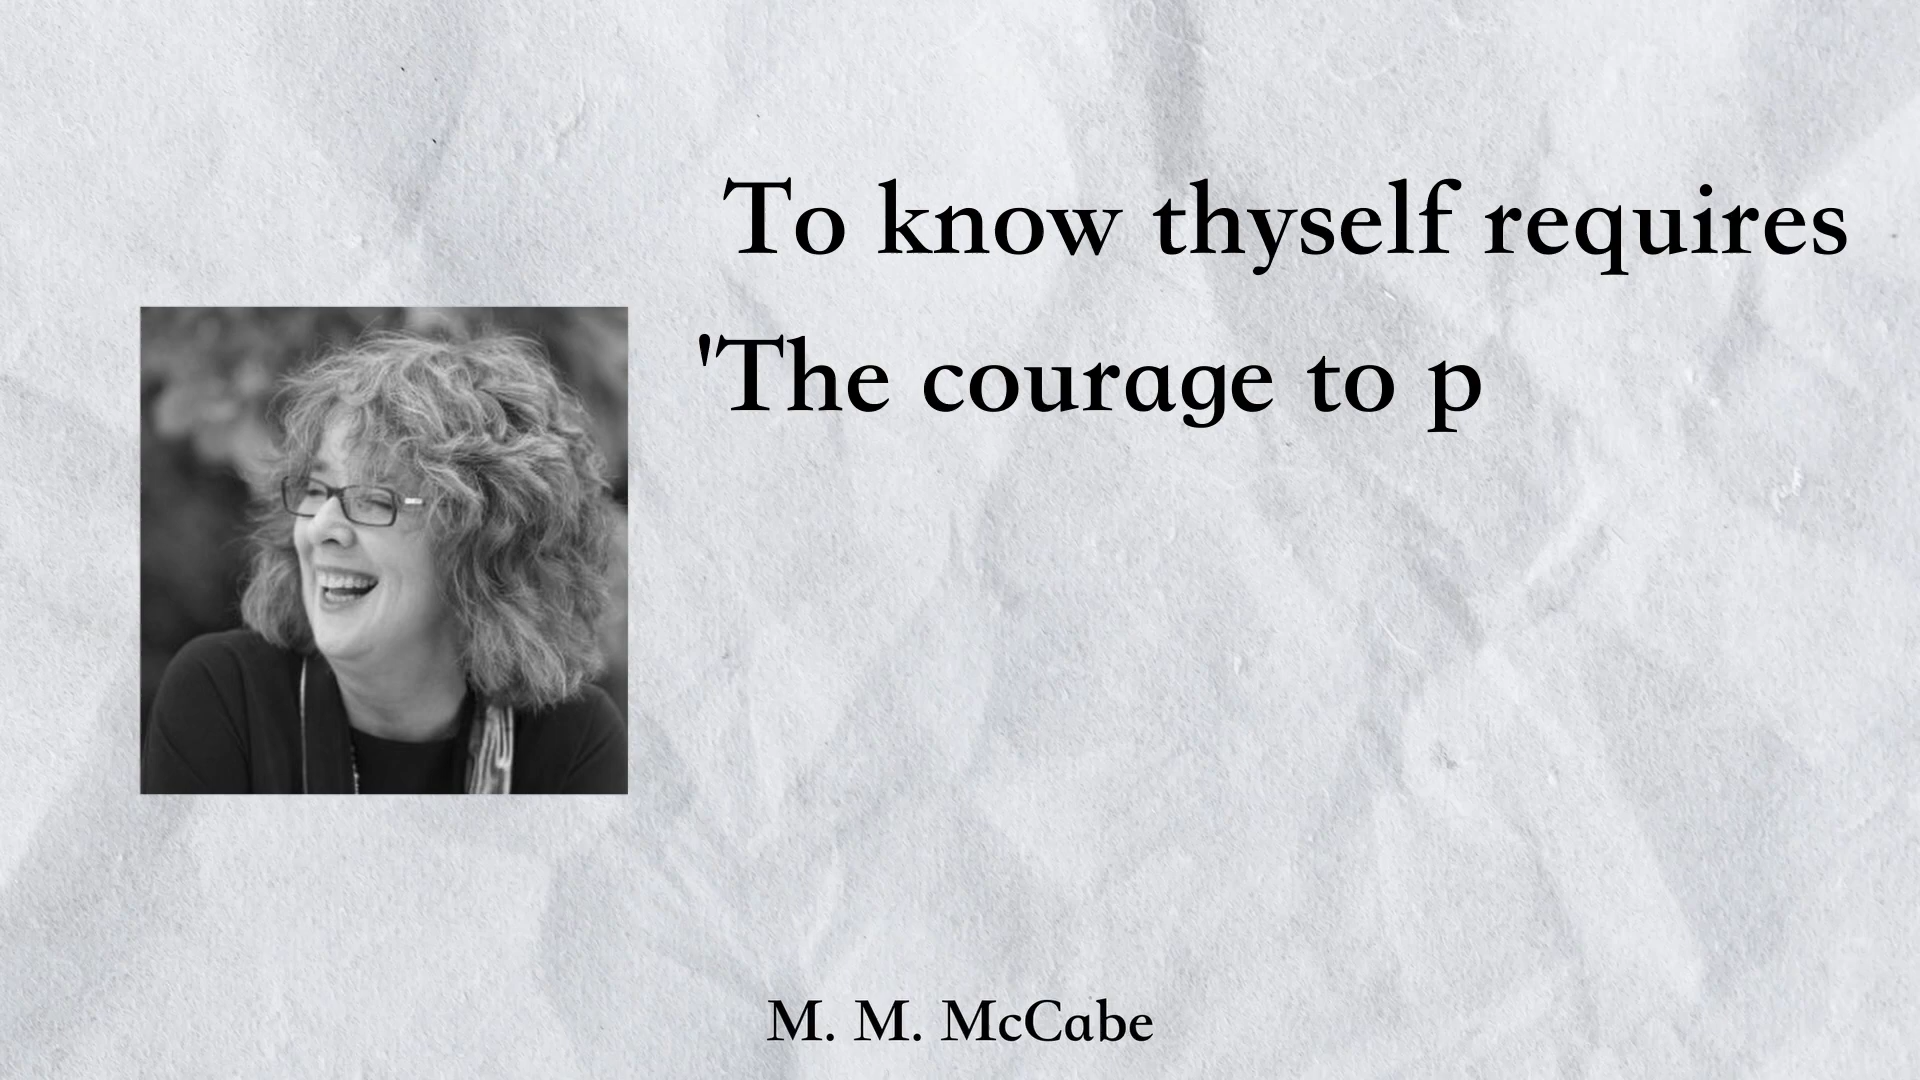 To know thyself requires
'The courage to p
M. M. McCabe